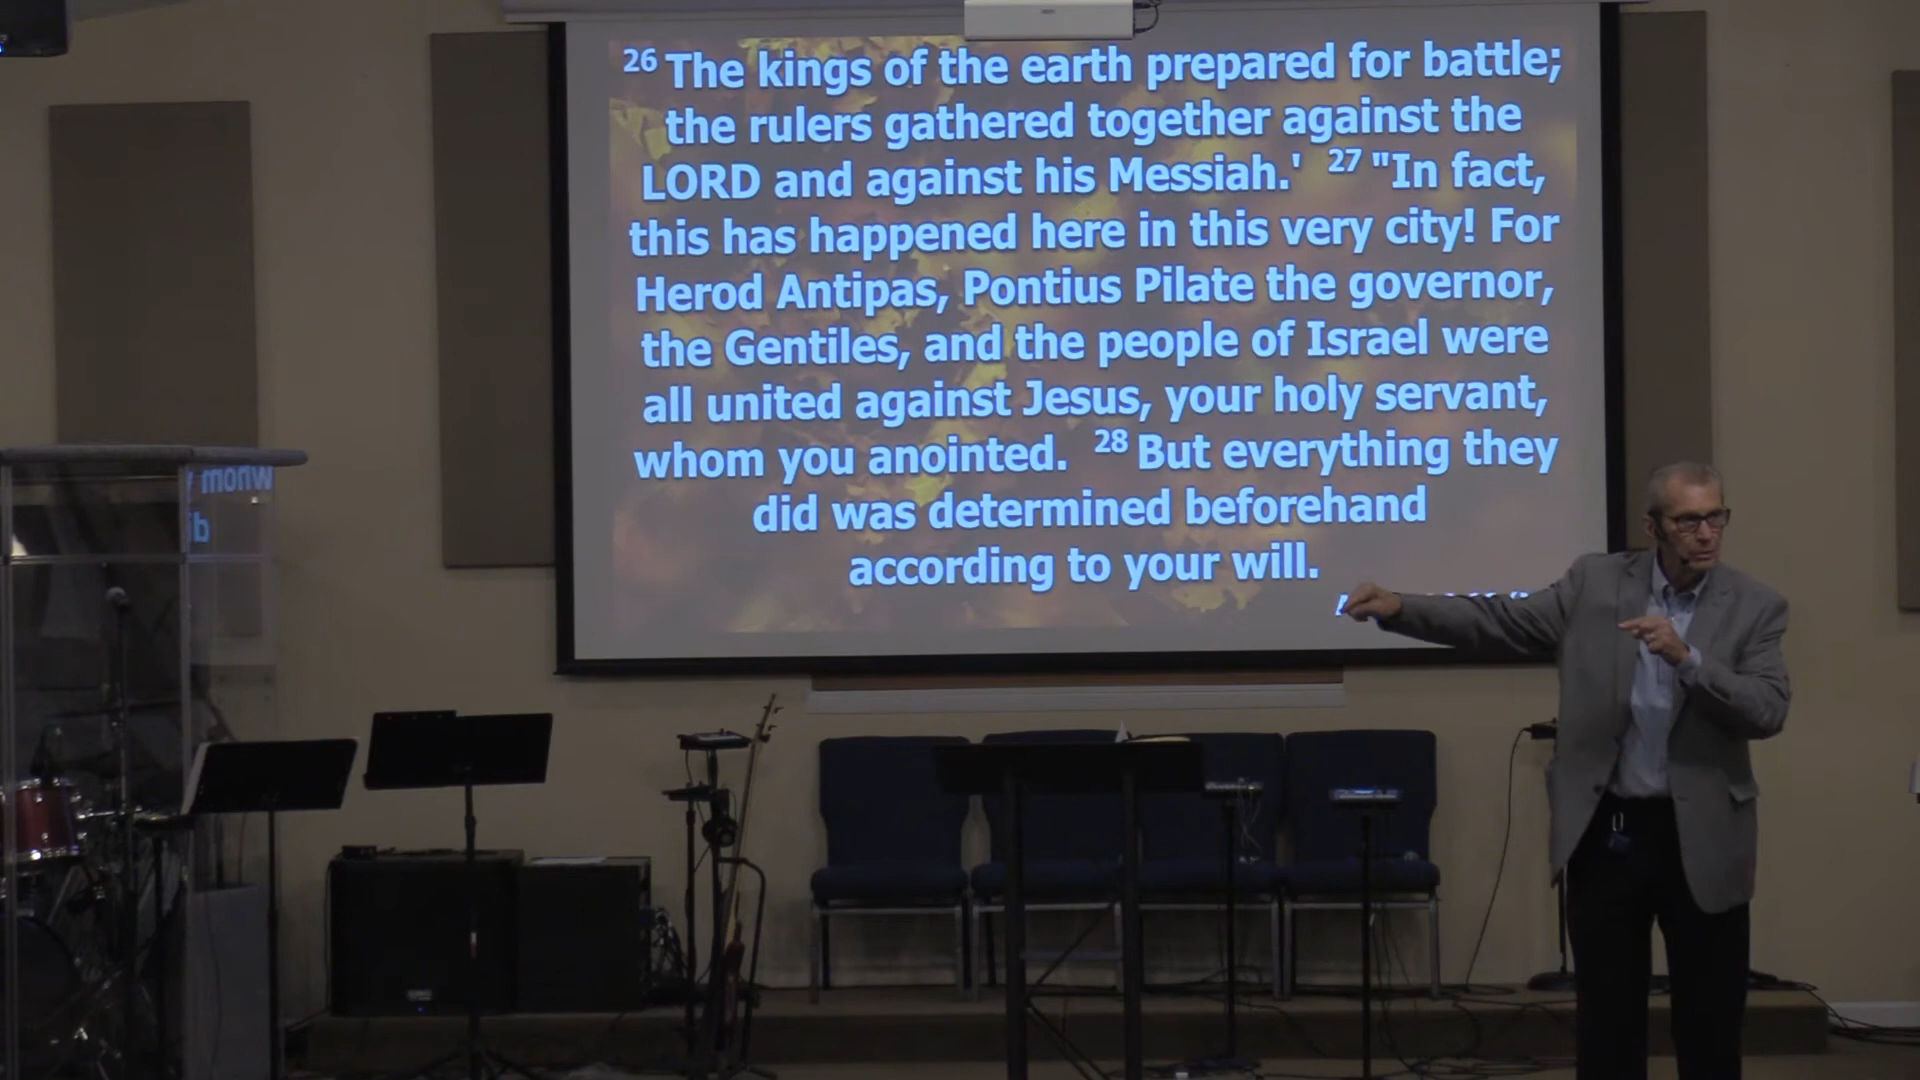 26 The kings of the earth prepared for battle;
the rulers gathered together against the
LORD and against his Messiah.' 27 "In fact,
this has happened here in this very city! For
Herod Antipas, Pontius Pilate the governor,
the Gentiles, and the people of Israel were
all united against Jesus, your holy servant,
whom you anointed. 28 But everything they
did was determined beforehand
according to your will.